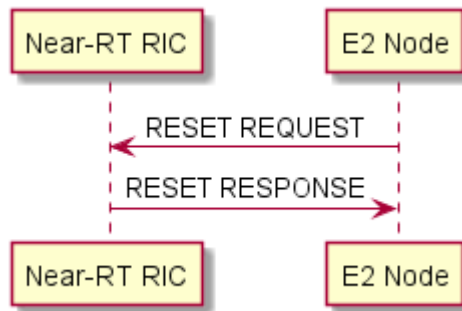 Near-RT RIC
E2 Node
RESET REQUEST
RESET RESPONSE
Near-RT RIC
E2 Node